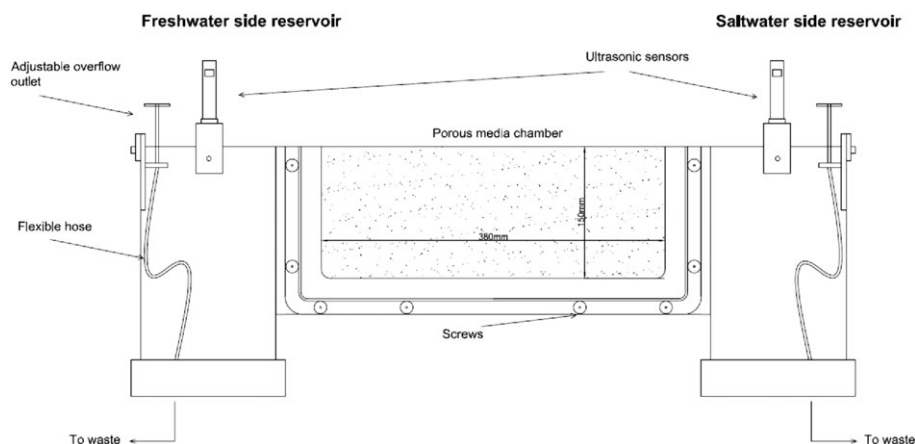 Freshwater side reservoir
Saltwater side reservoir
Adjustable overflow
outlet
Ultrasonic sensors
Porous media chamber
150mm
380mm
Flexible hose
Screws
To waste
To waste